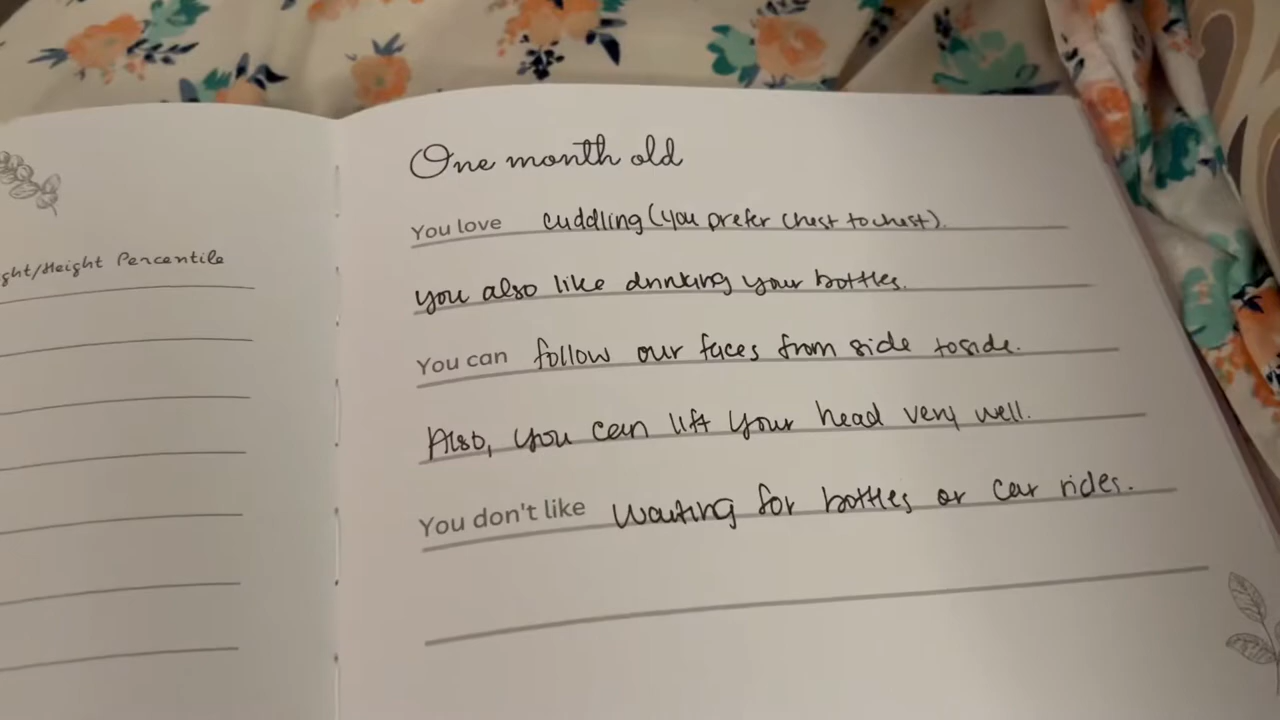 ght/Height Percentile
One month old
You love cuddling (you prefer chest to chest).
you also like drinking your bottles.
You can follow our faces from side to side.
Also, you can lift your head very well.
You don't like waiting for bottles or car rides.